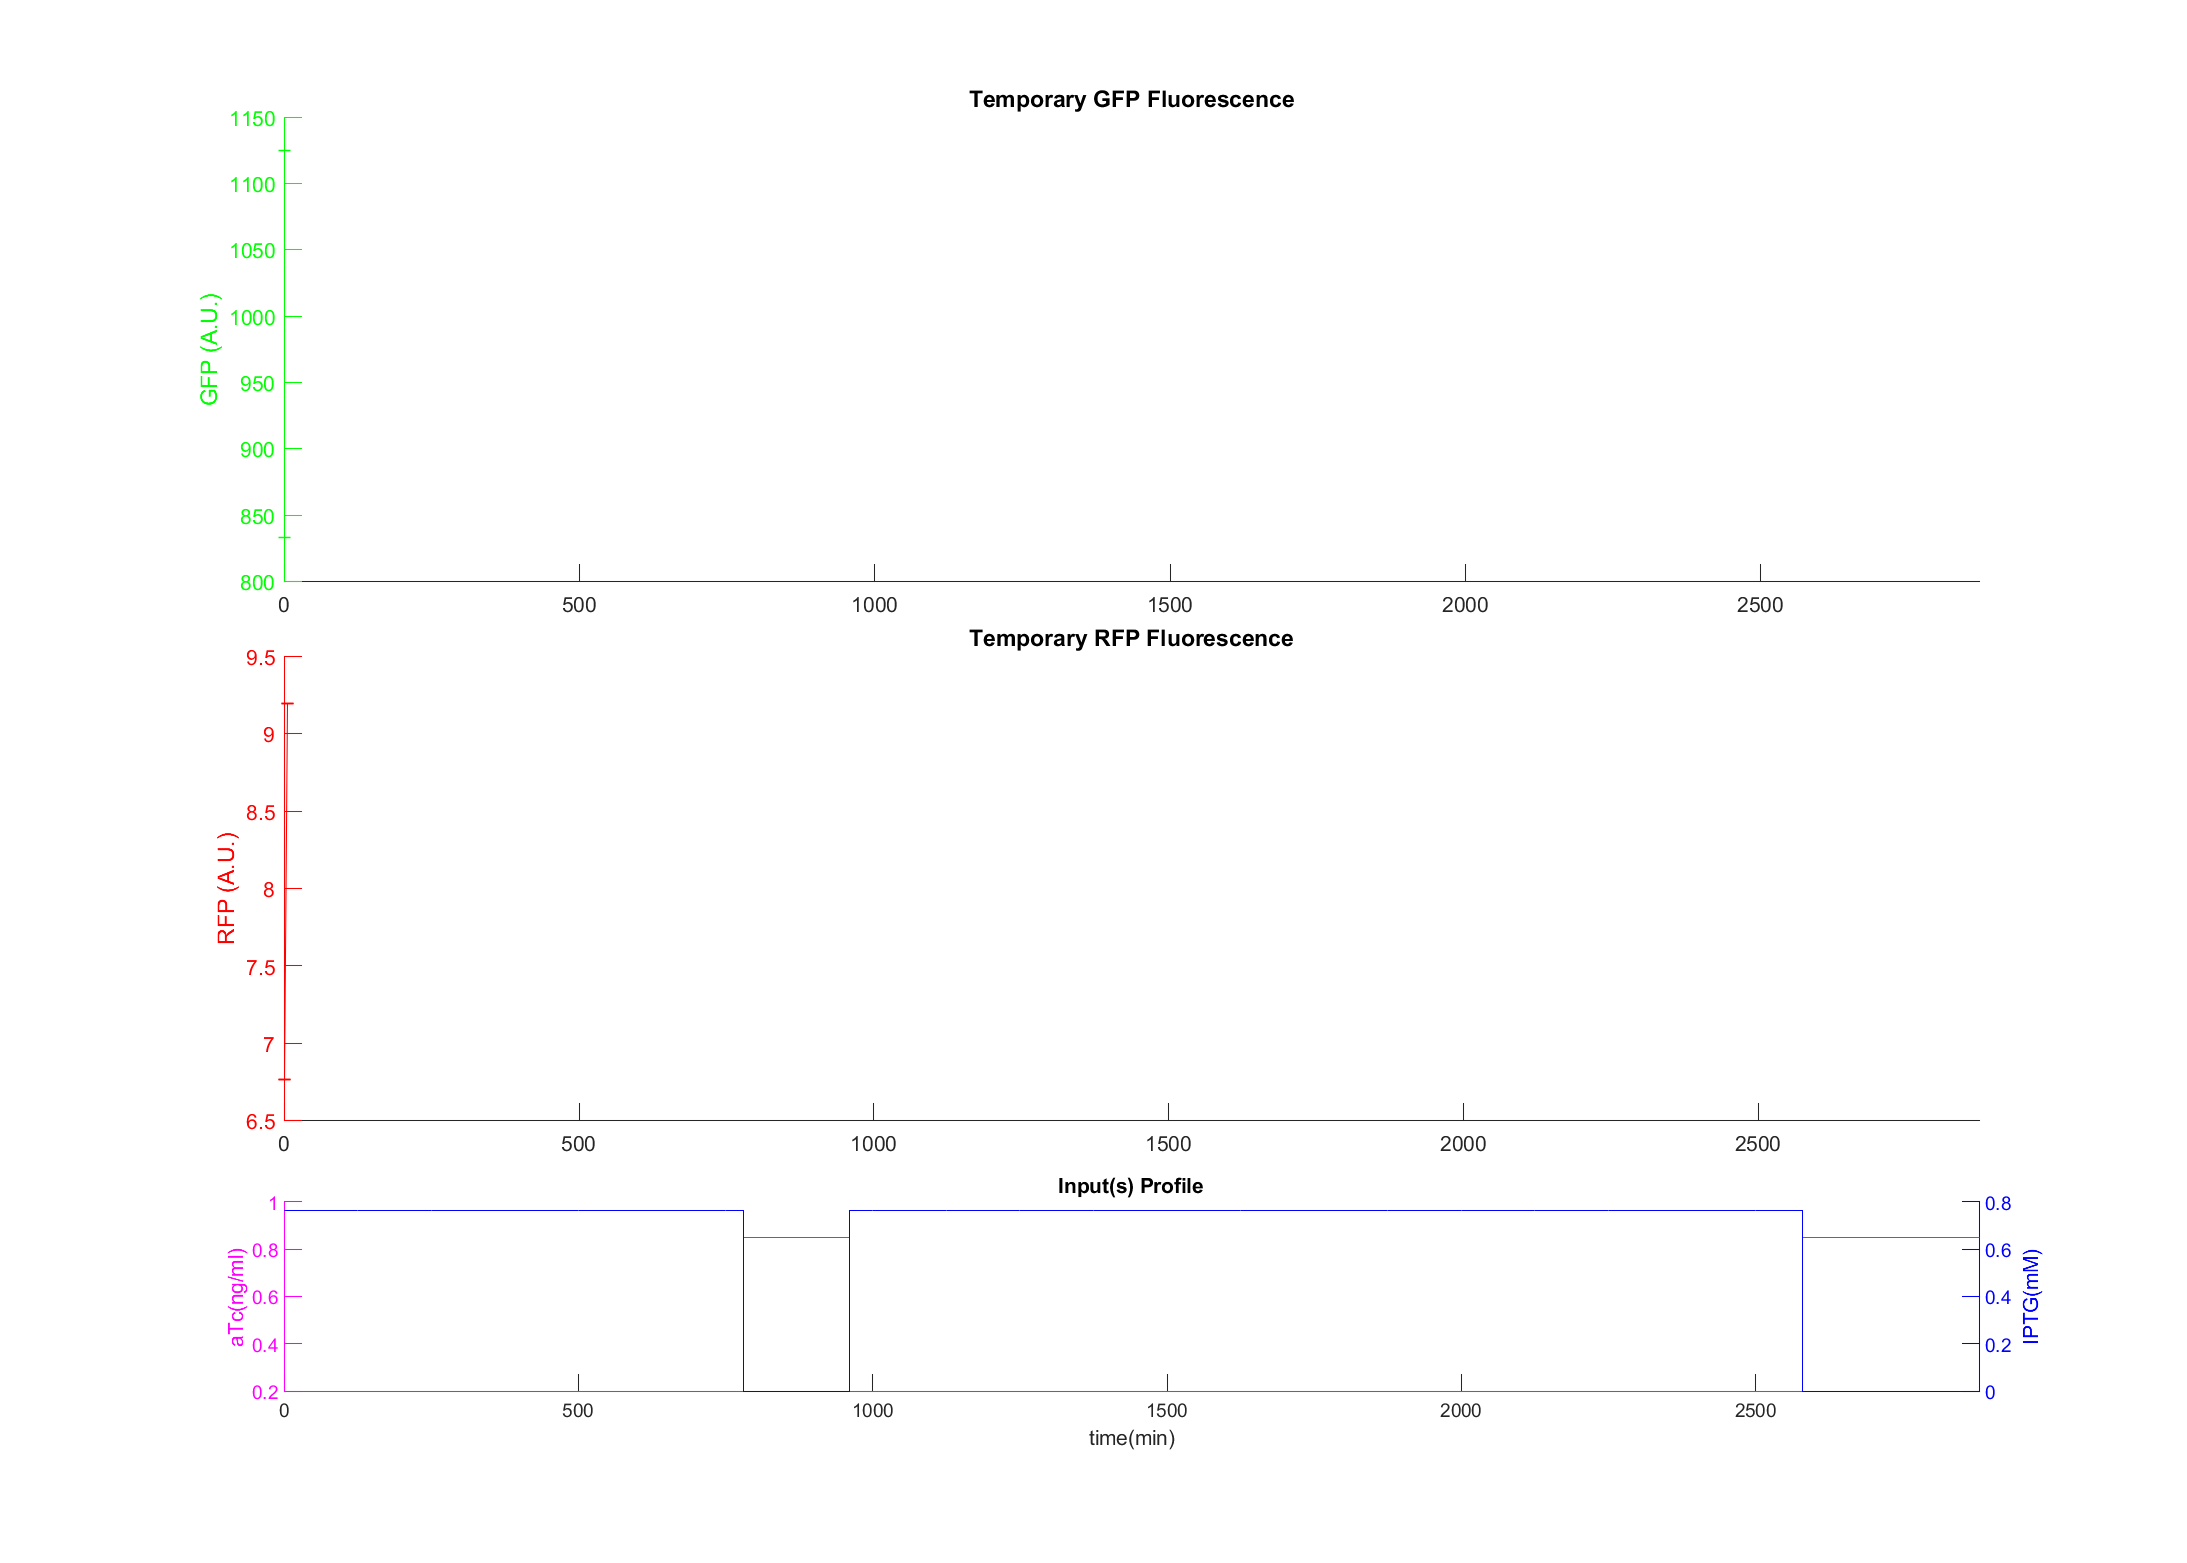 Temporary GFP Fluorescence
1150
1100
1050
1000
950
900
850
800
GFP (A.U.)
0 500 1000 1500 2000 2500
Temporary RFP Fluorescence
9.5
9
8.5
8
7.5
7
6.5
RFP (A.U.)
0 500 1000 1500 2000 2500
Input(s) Profile
1
0.8
0.6
0.4
0.2
aTc(ng/ml)
0.8
0.6
0.4
0.2
0
IPTG(mM)
0 500 1000 1500 2000 2500
time(min)